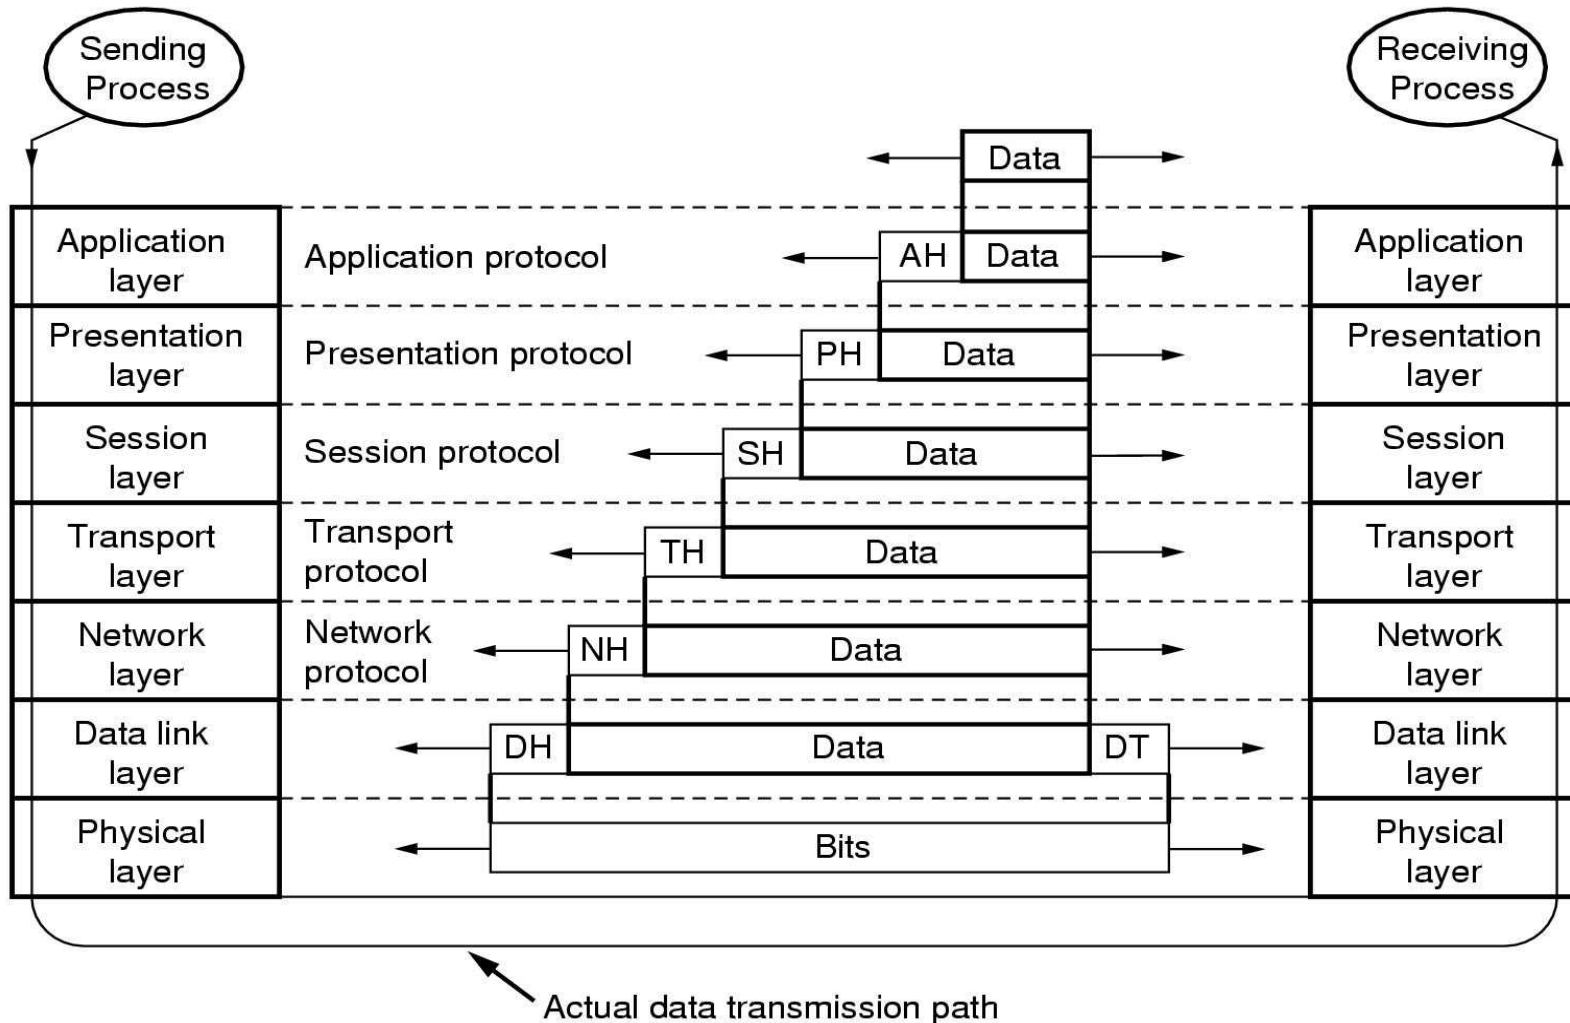 Sending
Process
Receiving
Process
Data
Application
layer
Application protocol
AH
Data
Application
layer
Presentation
layer
Presentation protocol
PH
Data
Presentation
layer
Session
layer
Session protocol
SH
Data
Session
layer
Transport
layer
Transport
protocol
TH
Data
Transport
layer
Network
layer
Network
protocol
NH
Data
Network
layer
Data link
layer
DH
Data
DT
Data link
layer
Physical
layer
Bits
Physical
layer
Actual data transmission path